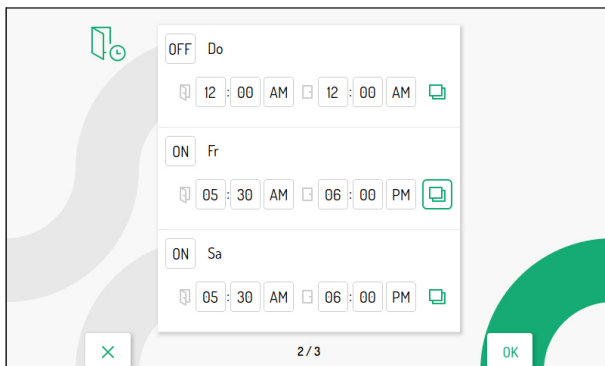 OFF Do
12 : 00 AM 12 : 00 AM
ON Fr
05 : 30 AM 06 : 00 PM
ON Sa
05 : 30 AM 06 : 00 PM
2 / 3 OK